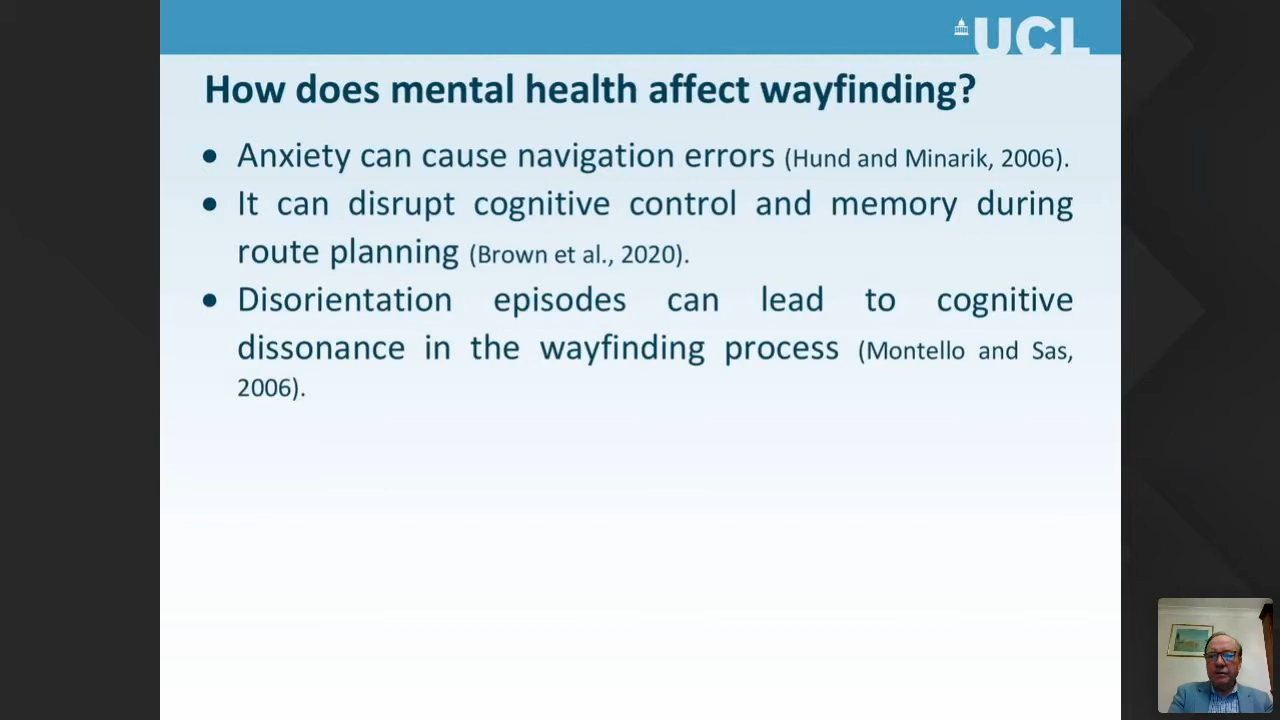 UCL
How does mental health affect wayfinding?
• Anxiety can cause navigation errors (Hund and Minarik, 2006).
• It can disrupt cognitive control and memory during
route planning (Brown et al., 2020).
• Disorientation episodes can lead to cognitive
dissonance in the wayfinding process (Montello and Sas,
2006).